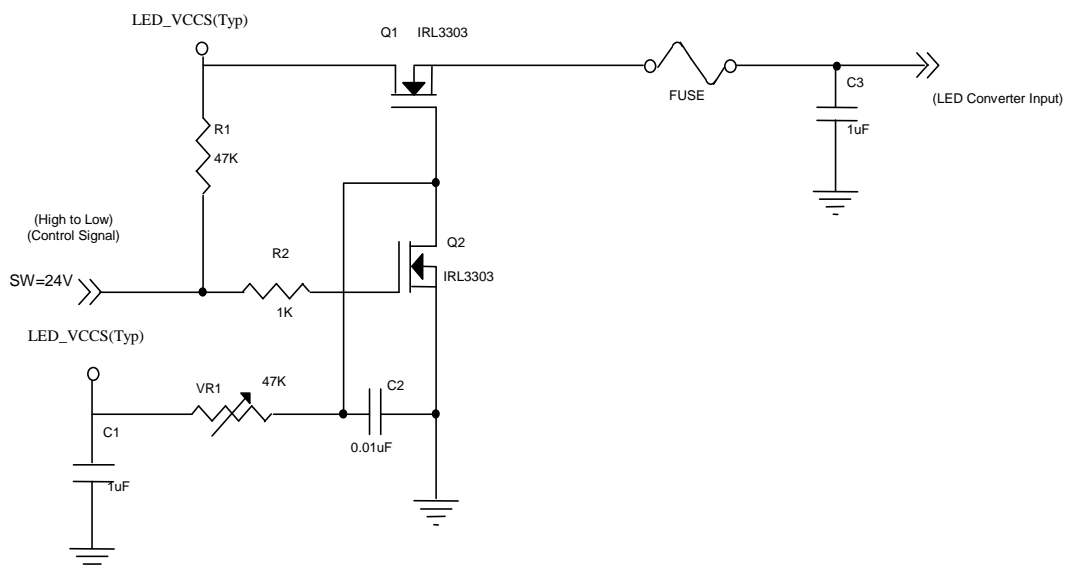 LED_VCCS(Typ)
Q1 IRL3303
R1
47K
FUSE
C3
1uF
(LED Converter Input)
(High to Low)
(Control Signal)
SW=24V
R2
1K
Q2
IRL3303
LED_VCCS(Typ)
VR1
47K
C2
0.01uF
C1
1uF